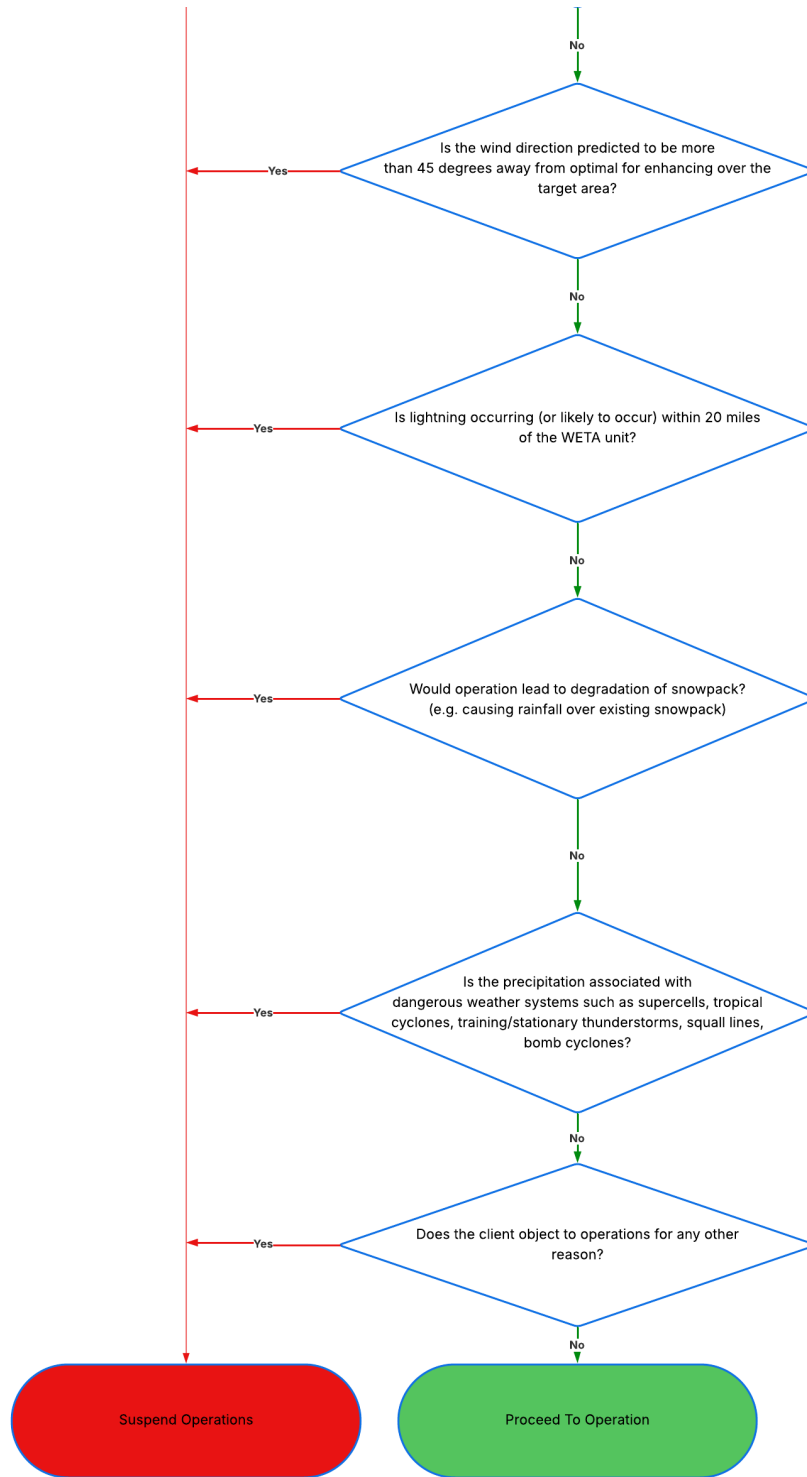 No
Is the wind direction predicted to be more
than 45 degrees away from optimal for enhancing over the
target area?
Yes
No
Is lightning occurring (or likely to occur) within 20 miles
of the WETA unit?
Yes
No
Would operation lead to degradation of snowpack?
(e.g. causing rainfall over existing snowpack)
Yes
No
Is the precipitation associated with
dangerous weather systems such as supercells, tropical
cyclones, training/stationary thunderstorms, squall lines,
bomb cyclones?
Yes
No
Does the client object to operations for any other
reason?
Yes
No
Suspend Operations
Proceed To Operation